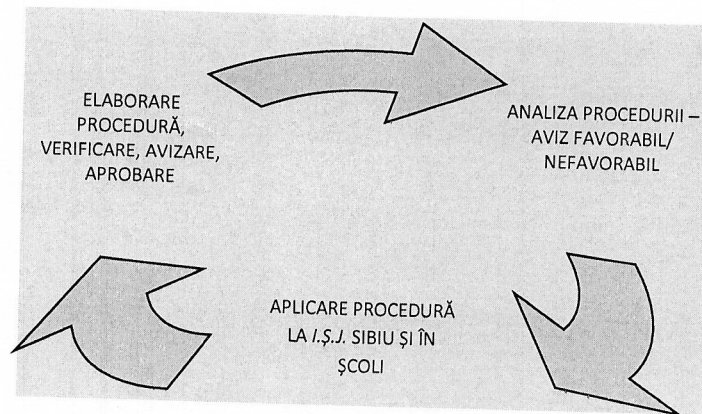 ELABORARE
PROCEDURĂ,
VERIFICARE, AVIZARE,
APROBARE
ANALIZA PROCEDURII –
AVIZ FAVORABIL/
NEFAVORABIL
APLICARE PROCEDURĂ
LA I.Ș.J. SIBIU ȘI ÎN
ȘCOLI